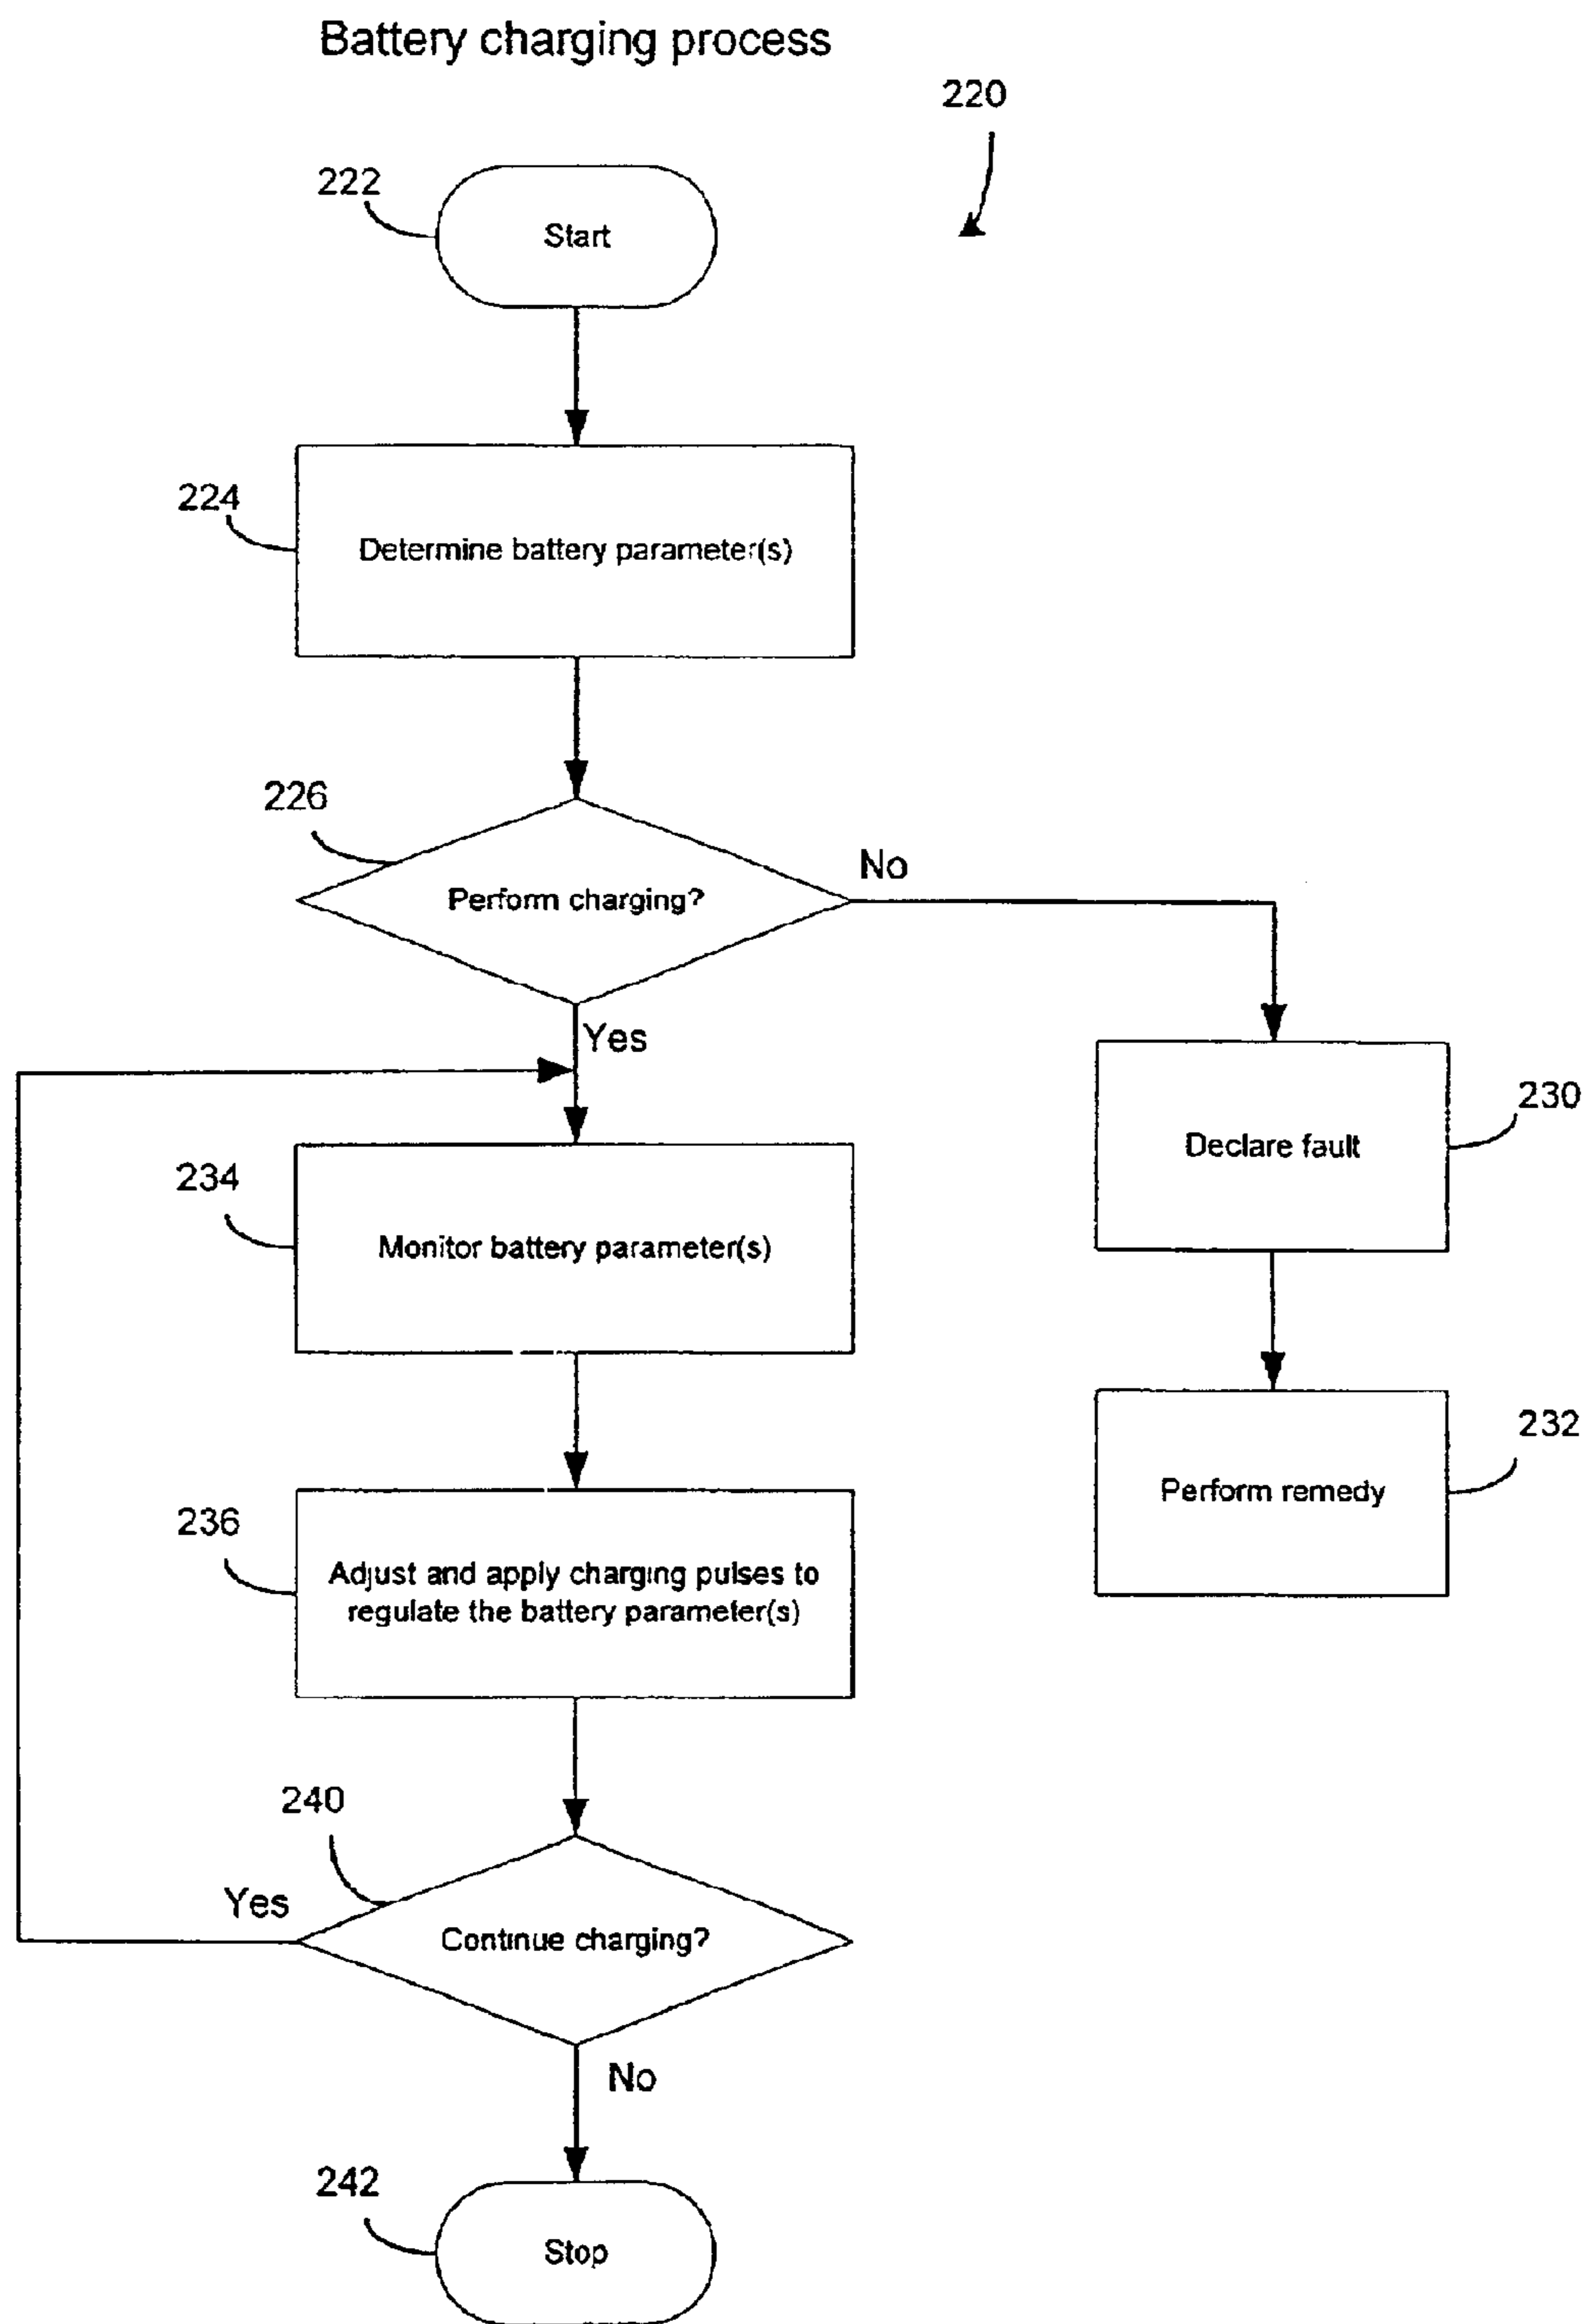 Battery charging process
220
222
Start
224
Determine battery parameter(s)
226
Perform charging?
No
Yes
230
Declare fault
234
Monitor battery parameter(s)
232
Perform remedy
236
Adjust and apply charging pulses to
regulate the battery parameter(s)
240
Yes
Continue charging?
No
242
Stop